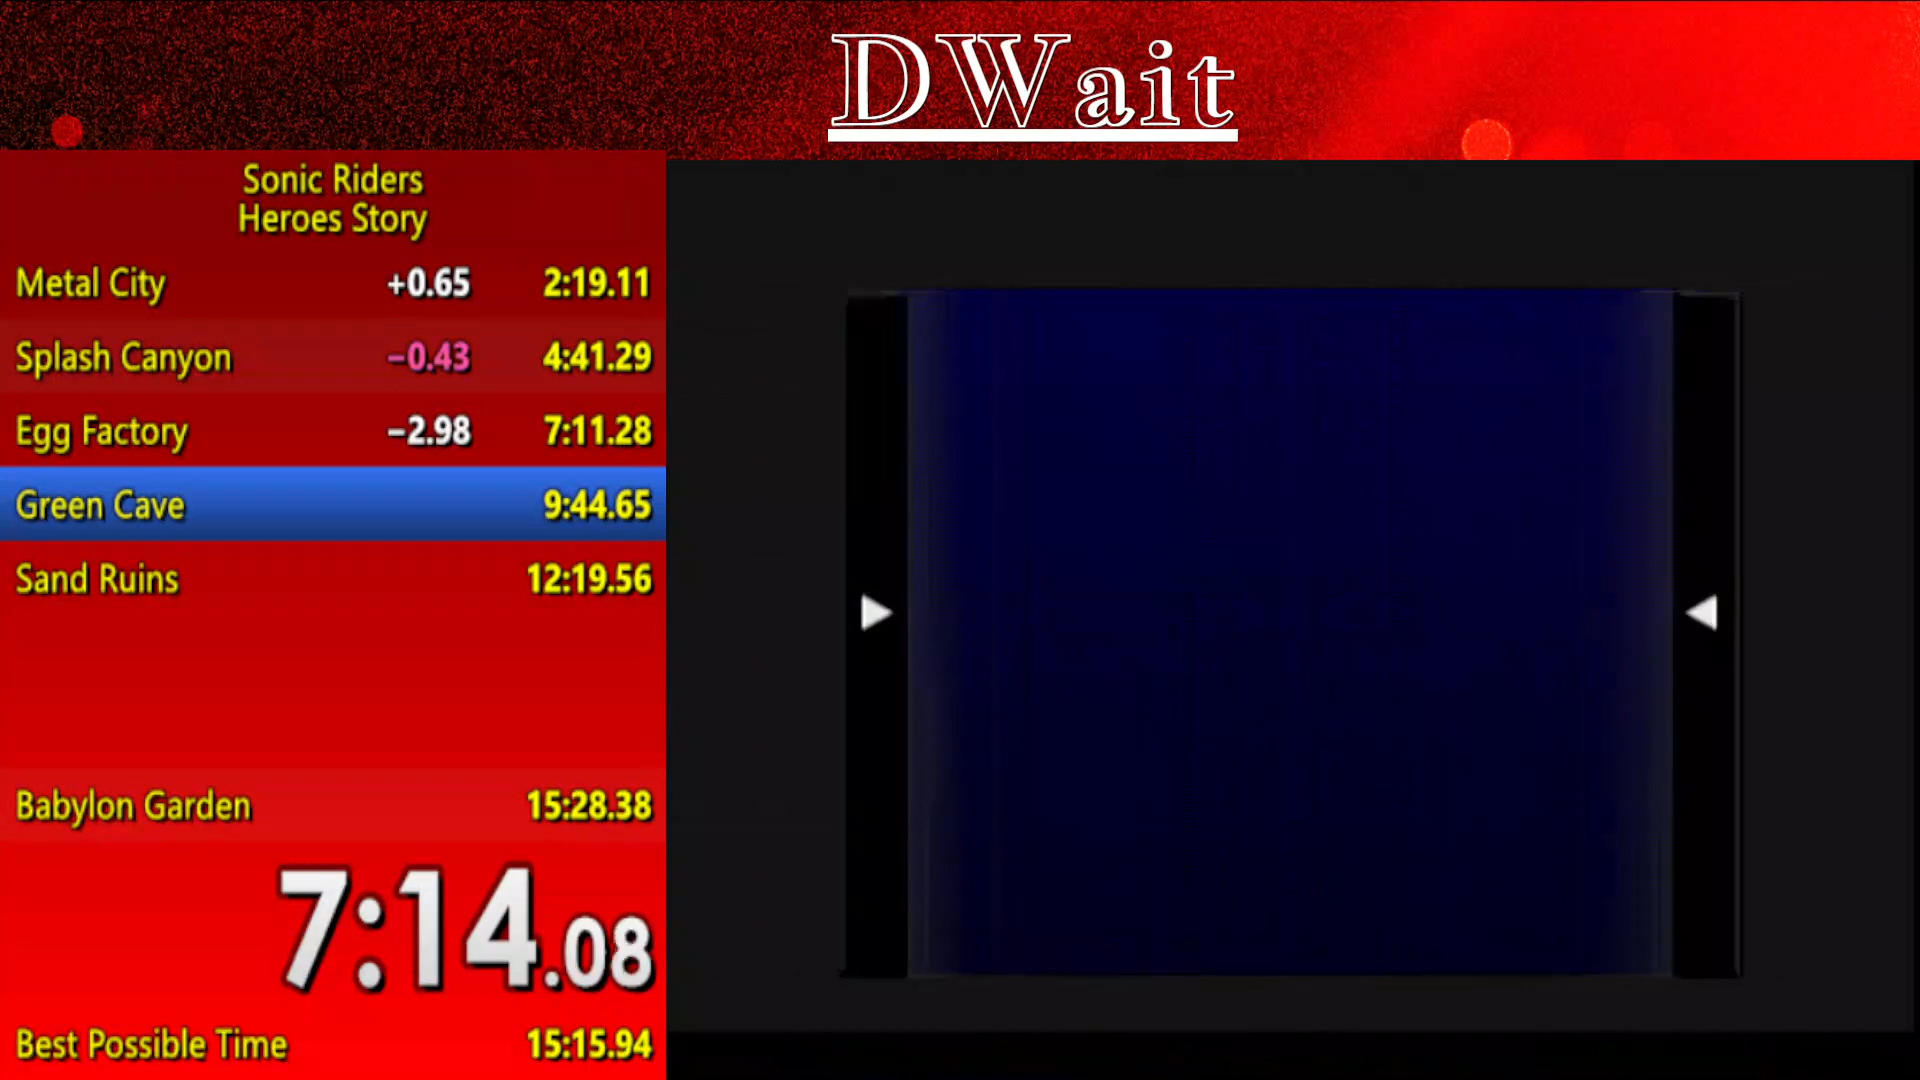 DWait
Sonic Riders
Heroes Story
Metal City −+0.65 2:19.11
Splash Canyon −0.43 4:41.29
Egg Factory −2.98 7:11.28
Green Cave 9:44.65
Sand Ruins 12:19.56
Babylon Garden 15:28.38
7:14.08
Best Possible Time 15:15.94